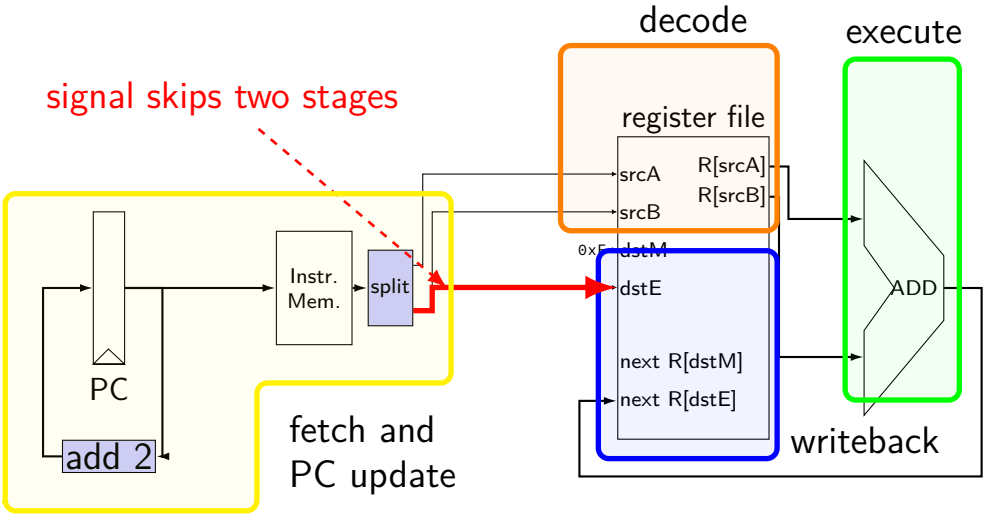 decode
execute
signal skips two stages
register file
srcA
R[srcA]
R[srcB]
srcB
0xF
dstM
Instr.
Mem.
split
dstE
ADD
next R[dstM]
PC
next R[dstE]
fetch and
PC update
writeback
add 2